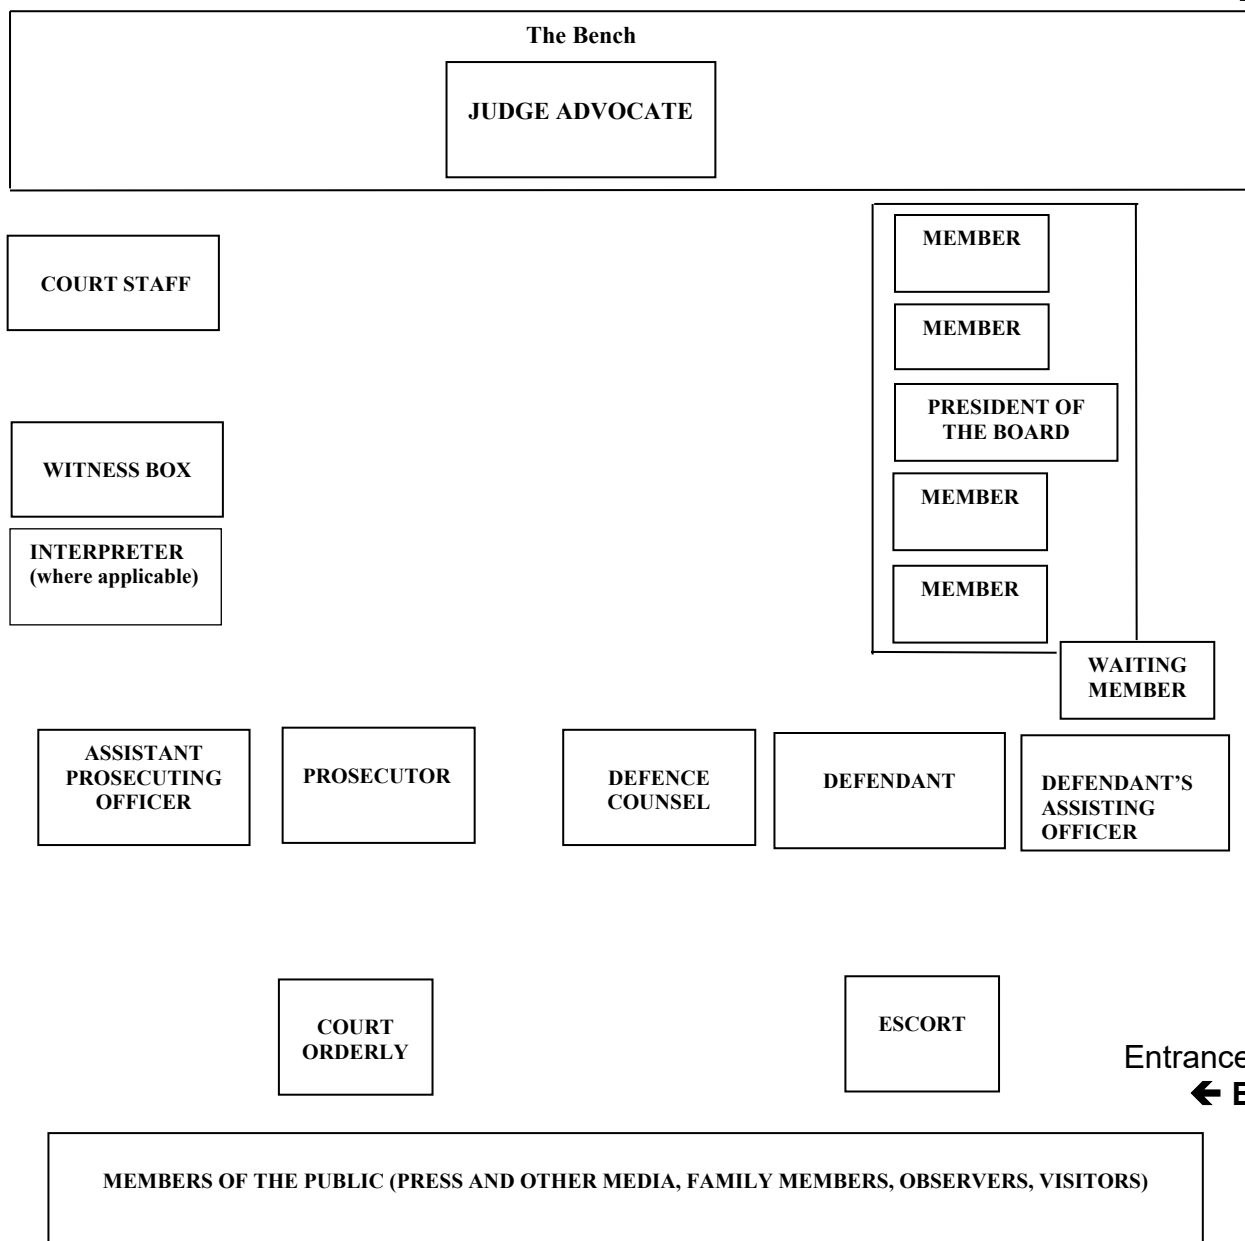 The Bench
JUDGE ADVOCATE
COURT STAFF
MEMBER
MEMBER
PRESIDENT OF
THE BOARD
WITNESS BOX
MEMBER
INTERPRETER
(where applicable)
MEMBER
WAITING
MEMBER
ASSISTANT
PROSECUTING
OFFICER
PROSECUTOR
DEFENCE
COUNSEL
DEFENDANT
DEFENDANT’S
ASSISTING
OFFICER
COURT
ORDERLY
ESCORT
Entrance
←
MEMBERS OF THE PUBLIC (PRESS AND OTHER MEDIA, FAMILY MEMBERS, OBSERVERS, VISITORS)